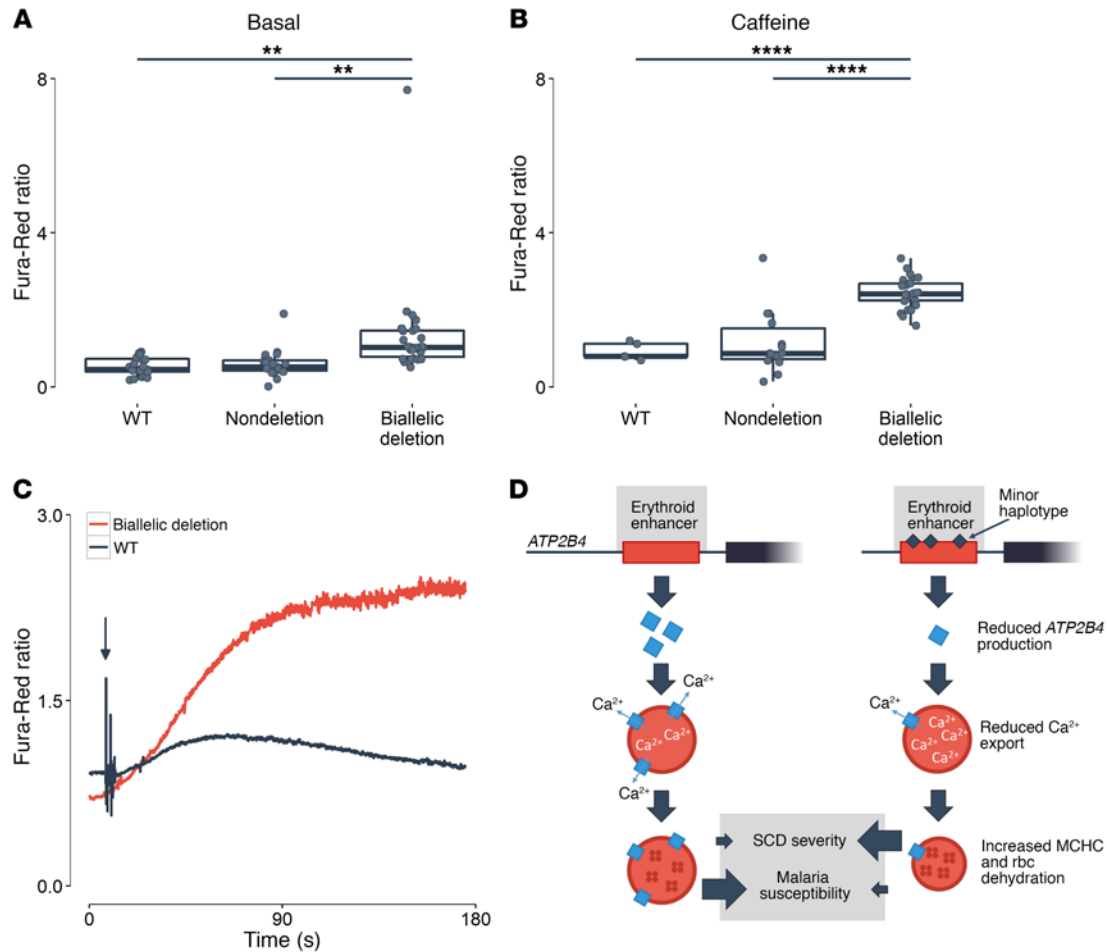 A
Basal
**
**
8
4
0
Fura-Red ratio
WT
Nondeletion
Biallelic
deletion
B
Caffeine
****
****
8
4
0
Fura-Red ratio
WT
Nondeletion
Biallelic
deletion
C
Biallelic deletion
WT
3.0
1.5
0.0
Fura-Red ratio
0
90
180
Time (s)
D
Erythroid
enhancer
ATP2B4
Erythroid
enhancer
Minor
haplotype
Reduced ATP2B4
production
Ca²⁺
Ca²⁺
Ca²⁺
Ca²⁺
Ca²⁺
Ca²⁺
Ca²⁺
Ca²⁺
Ca²⁺
Ca²⁺
Ca²⁺
Reduced Ca²⁺
export
SCD severity
Malaria
susceptibility
Increased MCHC
and rbc
dehydration